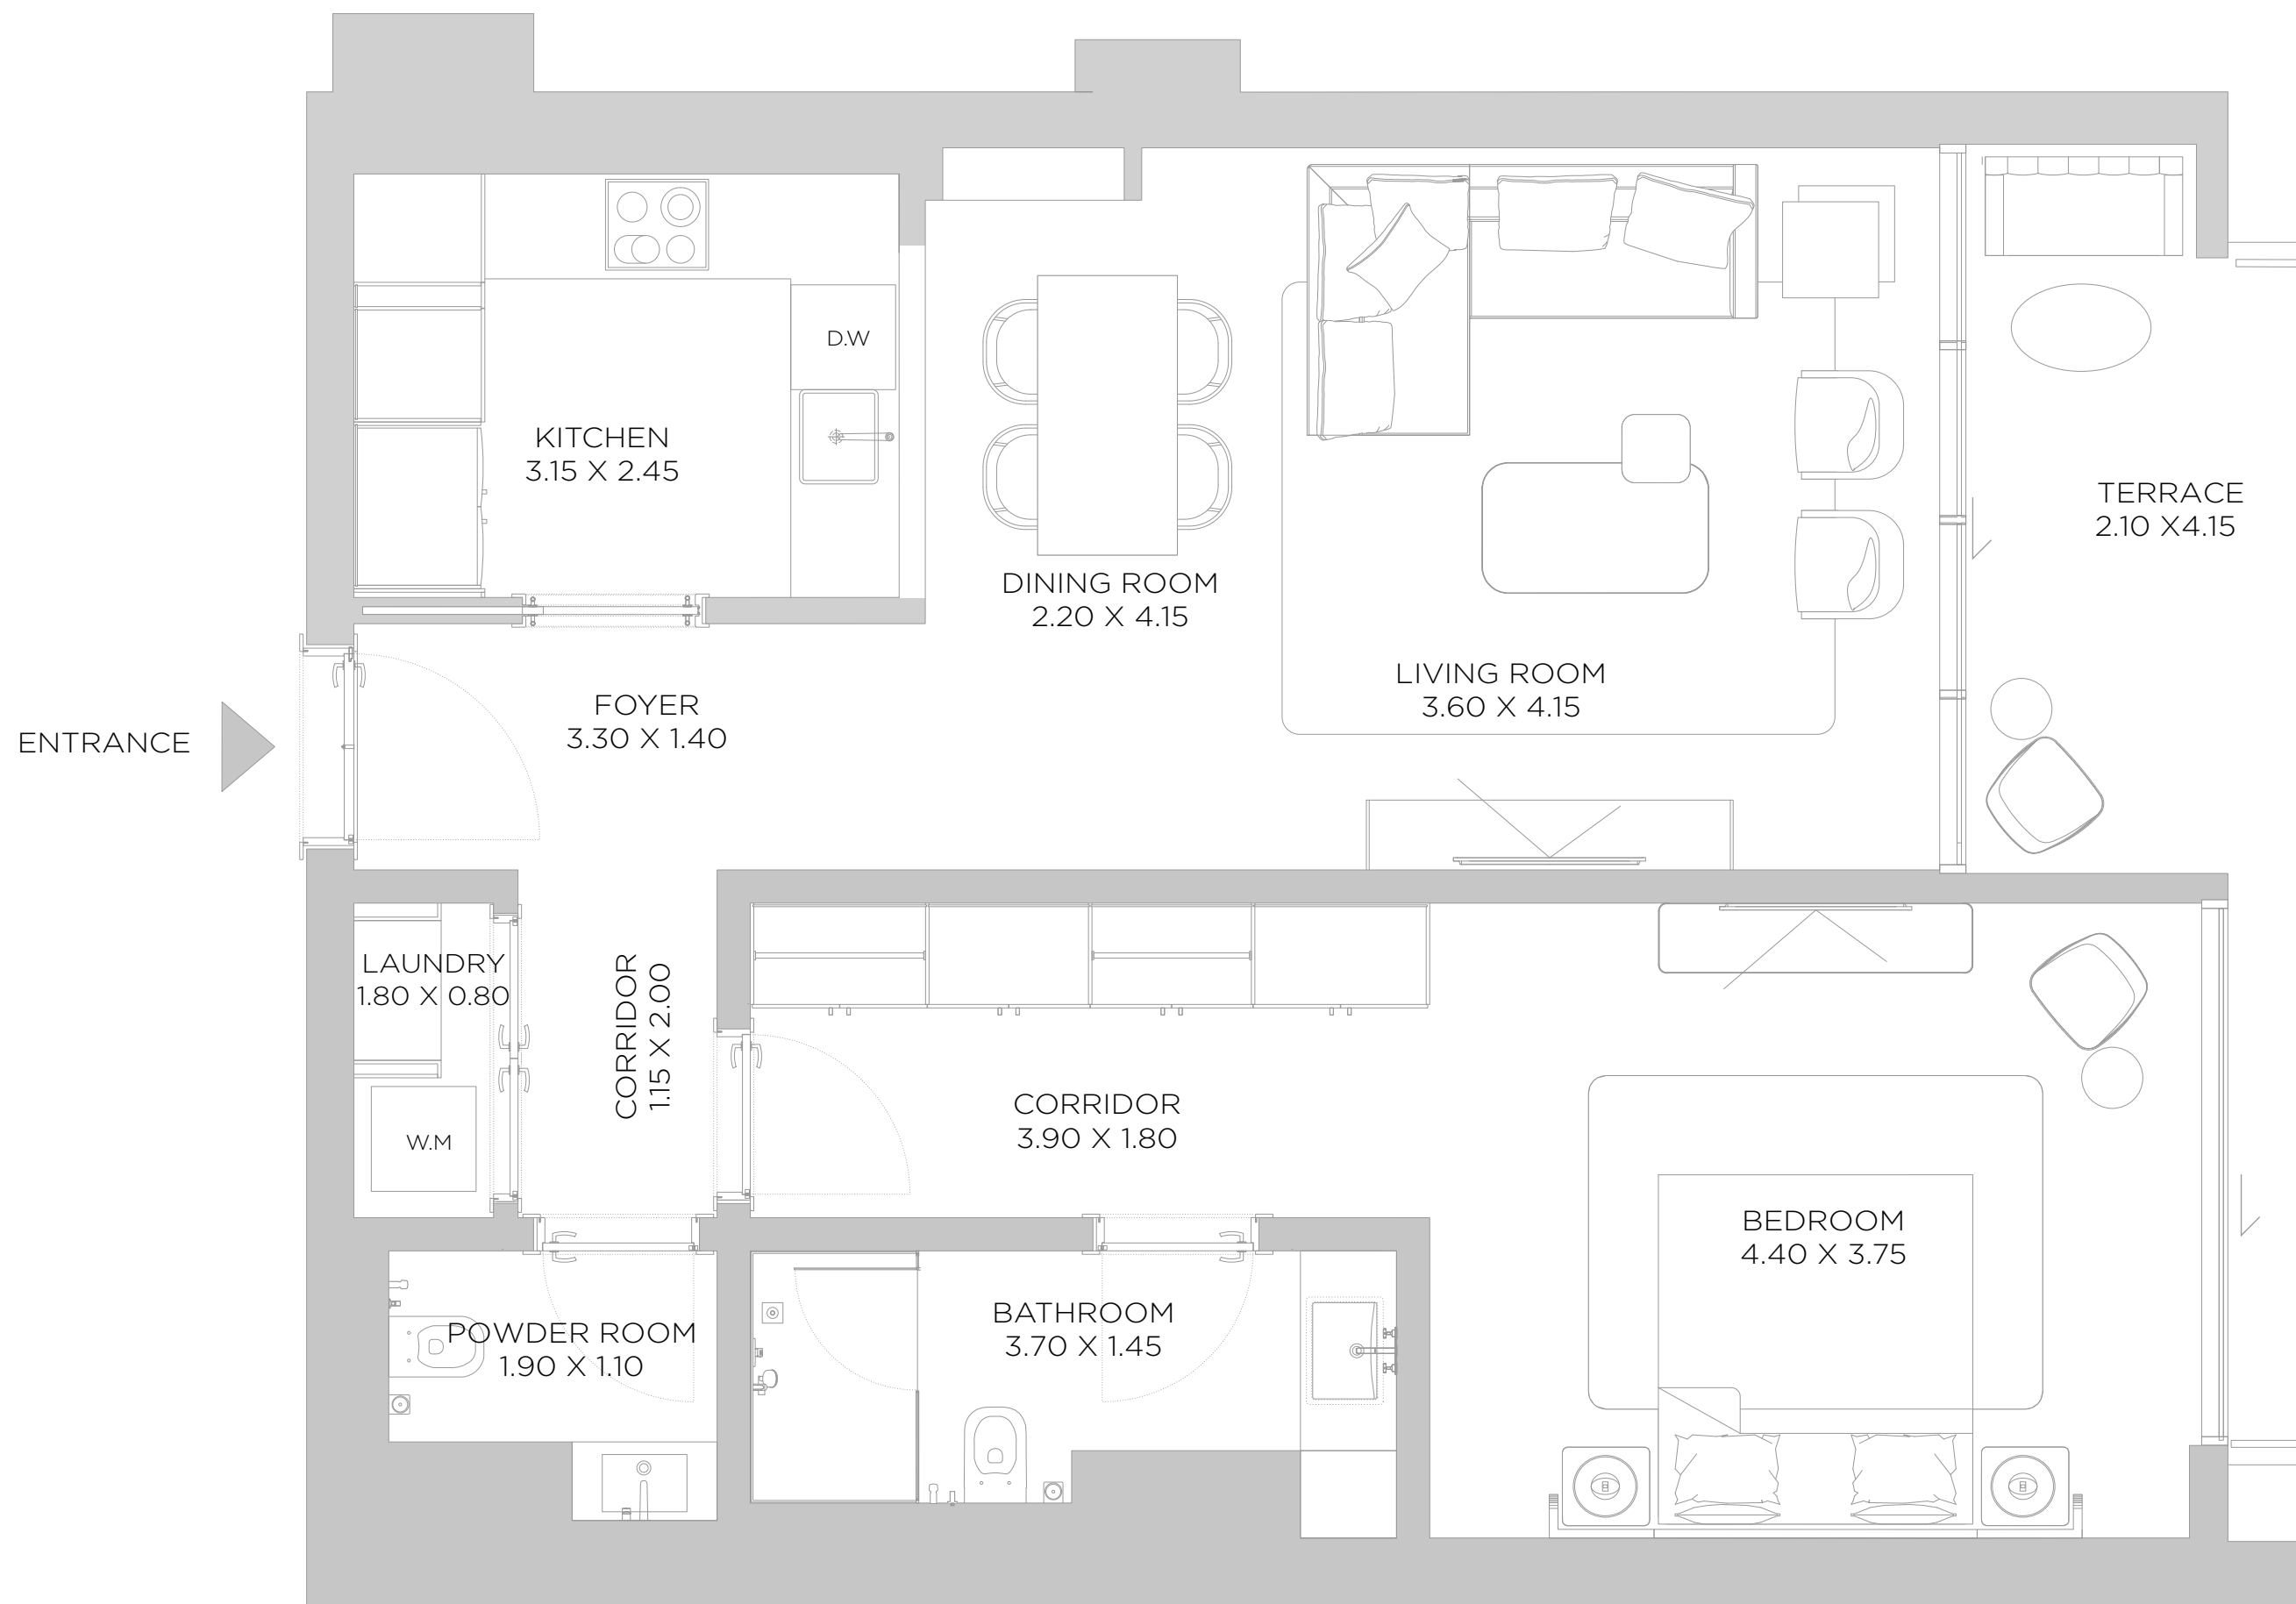 D.W
KITCHEN
3.15 X 2.45
TERRACE
2.10 X4.15
DINING ROOM
2.20 X 4.15
LIVING ROOM
3.60 X 4.15
FOYER
3.30 X 1.40
ENTRANCE
LAUNDRY
1.80 X 0.80
CORRIDOR
1.15 X 2.00
W.M
CORRIDOR
3.90 X 1.80
BEDROOM
4.40 X 3.75
BATHROOM
3.70 X 1.45
POWDER ROOM
1.90 X 1.10